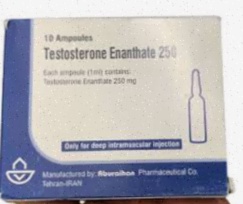 10 Ampoules
Testosterone Enanthate 250
Each ampoule (1ml) contains:
Testosterone Enanthate 250 mg
Only for deep intramuscular injection
Manufactured by: Aburaihan Pharmaceutical Co.
Tehran-IRAN